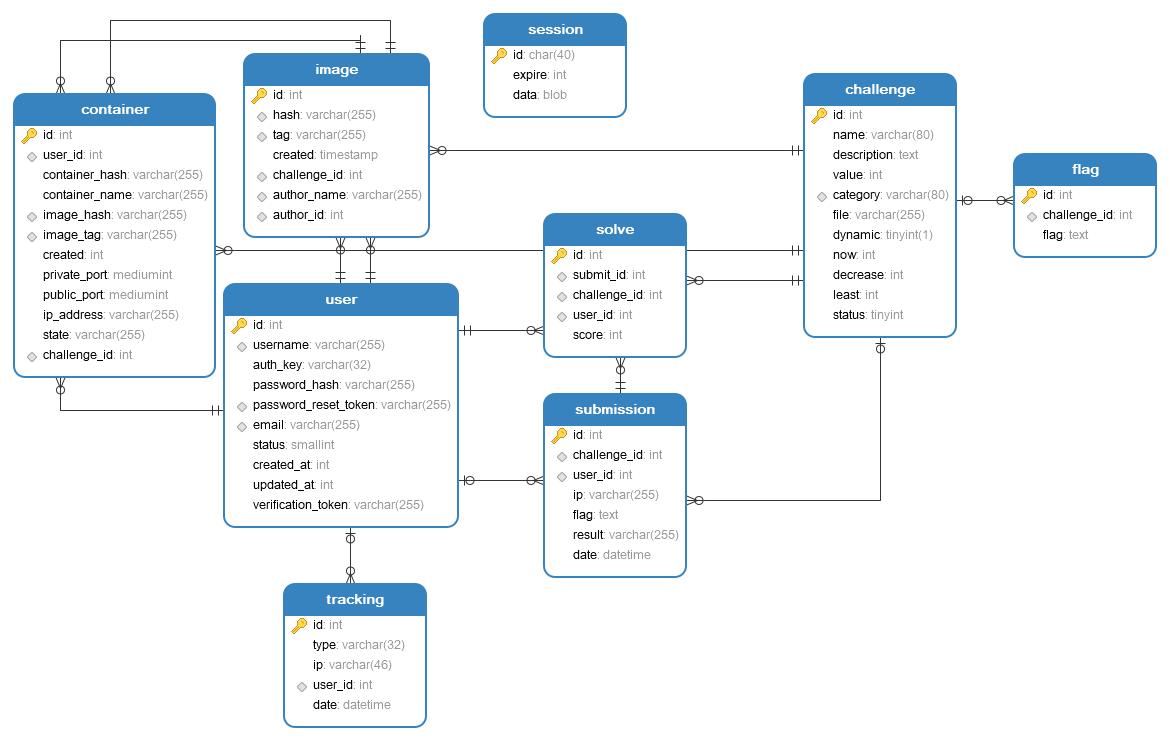 session
id: char(40)
expire: int
data: blob
image
id: int
hash: varchar(255)
tag: varchar(255)
created: timestamp
challenge_id: int
author_name: varchar(255)
author_id: int
challenge
id: int
name: varchar(80)
description: text
value: int
category: varchar(80)
file: varchar(255)
dynamic: tinyint(1)
now: int
decrease: int
least: int
status: tinyint
container
id: int
user_id: int
container_hash: varchar(255)
container_name: varchar(255)
image_hash: varchar(255)
image_tag: varchar(255)
created: int
private_port: mediumint
public_port: mediumint
ip_address: varchar(255)
state: varchar(255)
challenge_id: int
flag
id: int
challenge_id: int
flag: text
solve
id: int
submit_id: int
challenge_id: int
user_id: int
score: int
user
id: int
username: varchar(255)
auth_key: varchar(32)
password_hash: varchar(255)
password_reset_token: varchar(255)
email: varchar(255)
status: smallint
created_at: int
updated_at: int
verification_token: varchar(255)
submission
id: int
challenge_id: int
user_id: int
ip: varchar(255)
flag: text
result: varchar(255)
date: datetime
tracking
id: int
type: varchar(32)
ip: varchar(46)
user_id: int
date: datetime